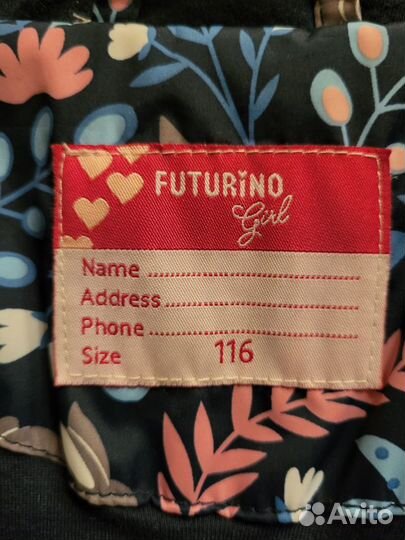 FUTURiNO
Girl
Name ........................
Address ........................
Phone ........................
Size 116
Avito